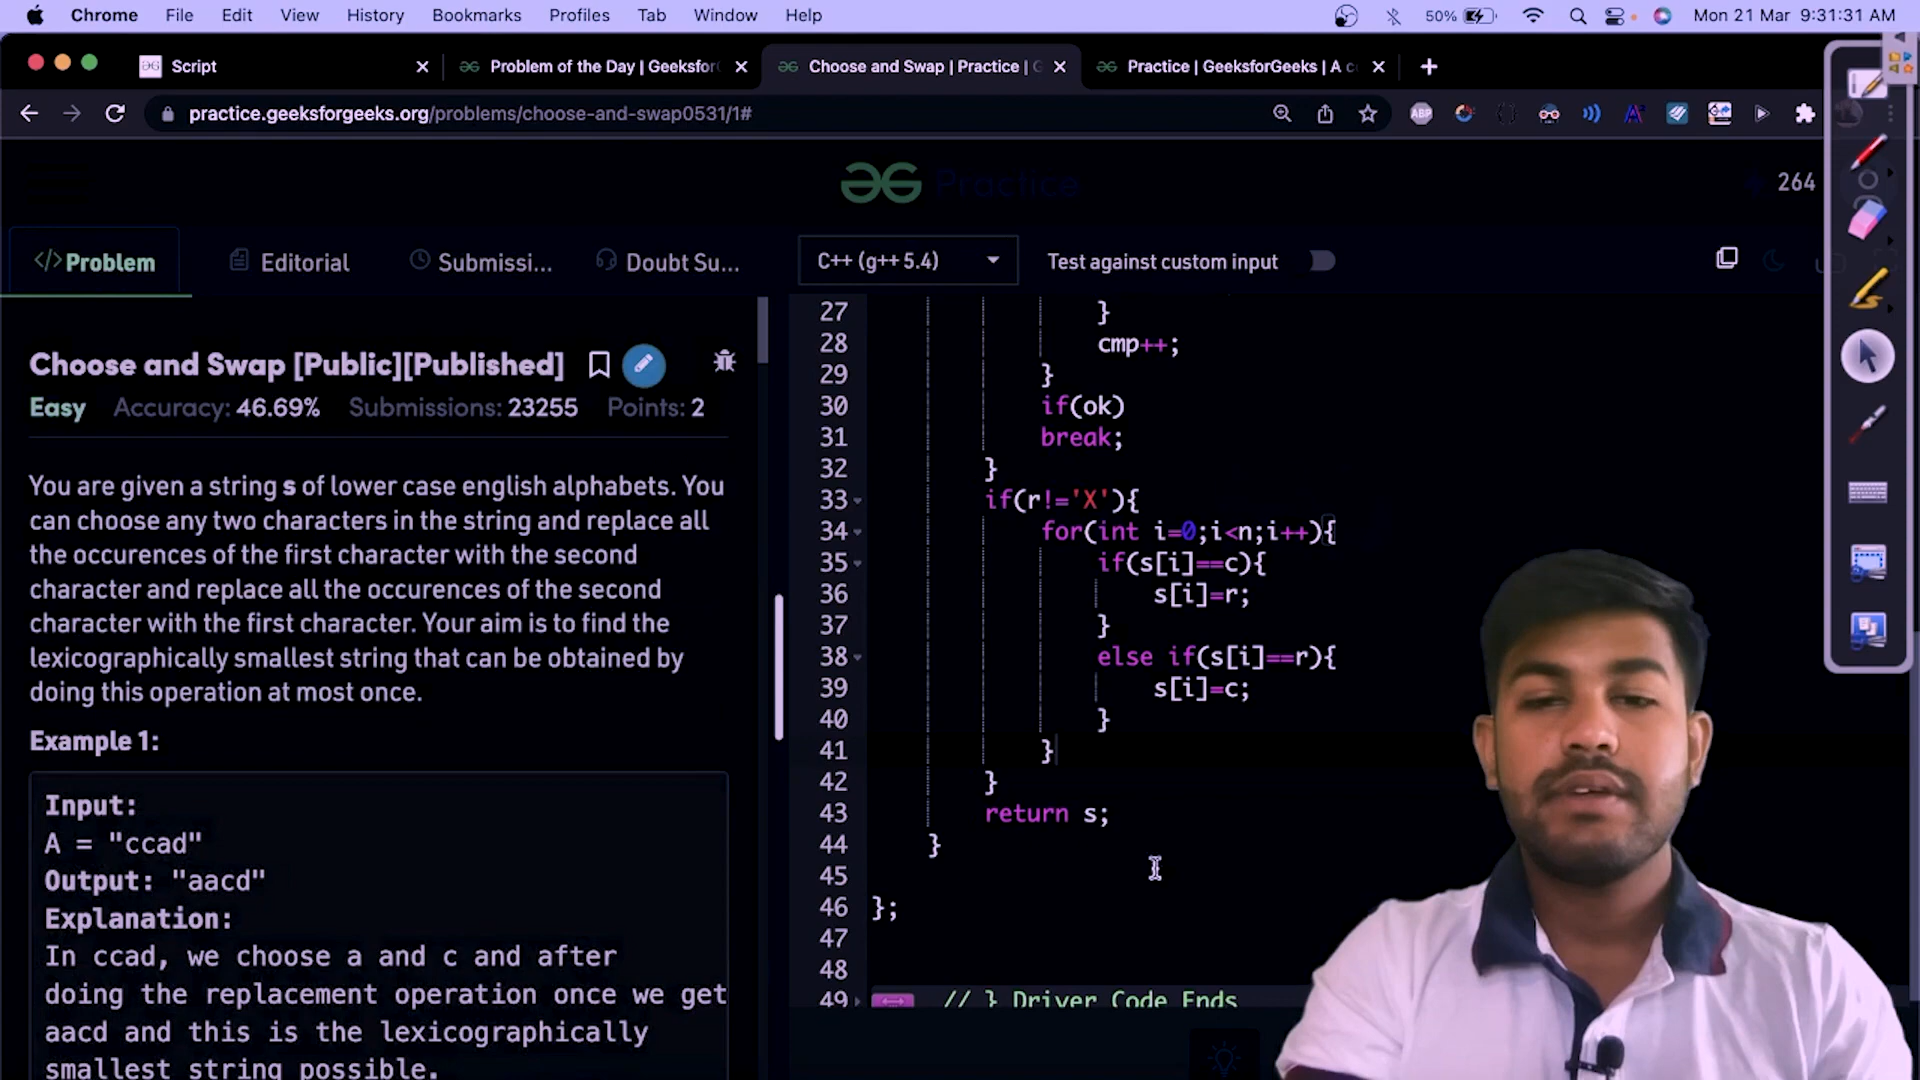 Chrome File Edit View History Bookmarks Profiles Tab Window Help 50% Mon 21 Mar 9:31:31 AM
Script Problem of the Day | Geeksfor Choose and Swap | Practice | G Practice | GeeksforGeeks | A c
practice.geeksforgeeks.org/problems/choose-and-swap0531/1# ABP
Practice 264
</> Problem Editorial Submissi... Doubt Su... C++ (g++ 5.4) Test against custom input
Choose and Swap [Public][Published]
Easy Accuracy: 46.69% Submissions: 23255 Points: 2
You are given a string s of lower case english alphabets. You
can choose any two characters in the string and replace all
the occurences of the first character with the second
character and replace all the occurences of the second
character with the first character. Your aim is to find the
lexicographically smallest string that can be obtained by
doing this operation at most once.
Example 1:
Input:
A = "ccad"
Output: "aacd"
Explanation:
In ccad, we choose a and c and after
doing the replacement operation once we get
aacd and this is the lexicographically
smallest string possible.
27 }
28 cmp++;
29 }
30 if(ok)
31 break;
32 }
33 if(r!='X'){
34 for(int i=0;i<n;i++){
35 if(s[i]==c){
36 s[i]=r;
37 }
38 else if(s[i]==r){
39 s[i]=c;
40 }
41 }
42 }
43 return s;
44 }
45
46 };
47
48
49 // } Driver Code Ends